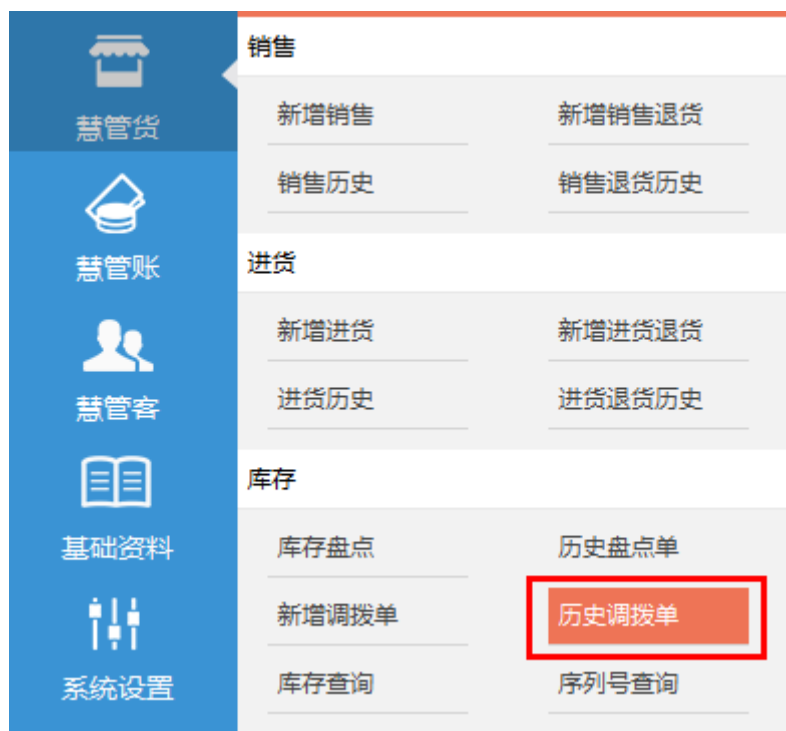 慧管货
慧管账
慧管客
基础资料
系统设置
销售
新增销售 新增销售退货
销售历史 销售退货历史
进货
新增进货 新增进货退货
进货历史 进货退货历史
库存
库存盘点 历史盘点单
新增调拨单 历史调拨单
库存查询 序列号查询